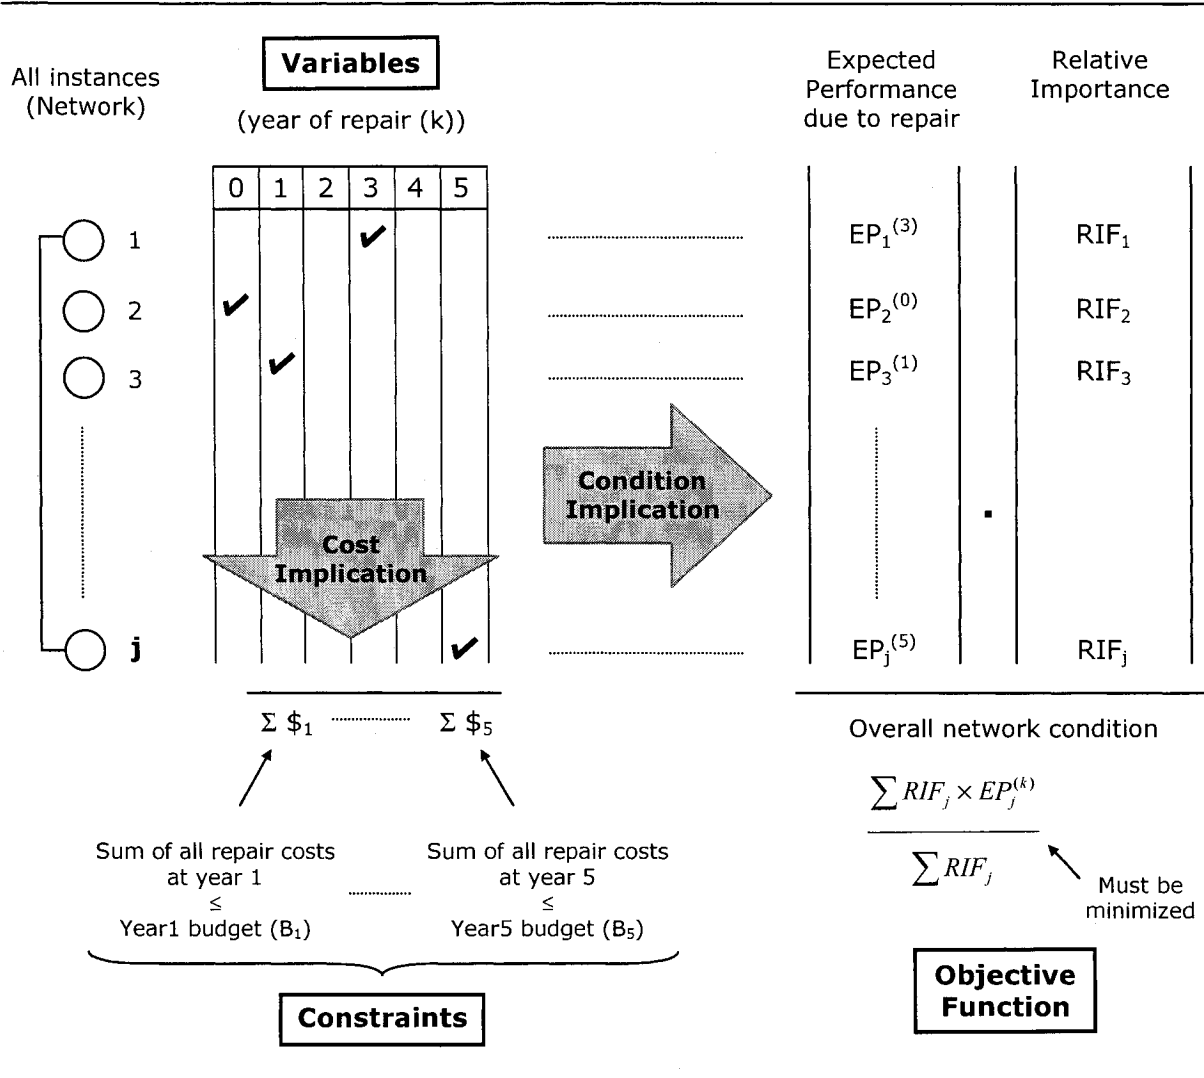 All instances
(Network)
Variables
(year of repair (k))
Expected
Performance
due to repair
Relative
Importance
0 1 2 3 4 5
1 ✓ EP₁⁽³⁾ RIF₁
2 ✓ EP₂⁽⁰⁾ RIF₂
3 ✓ EP₃⁽¹⁾ RIF₃
Condition
Implication
Cost
Implication
j ✓ EPⱼ⁽⁵⁾ RIFⱼ
Σ $₁ Σ $₅
Overall network condition
∑ RIFⱼ × EPⱼ⁽ᵏ⁾
∑ RIFⱼ
Must be
minimized
Sum of all repair costs
at year 1
≤
Year1 budget (B₁)
Sum of all repair costs
at year 5
≤
Year5 budget (B₅)
Constraints
Objective
Function